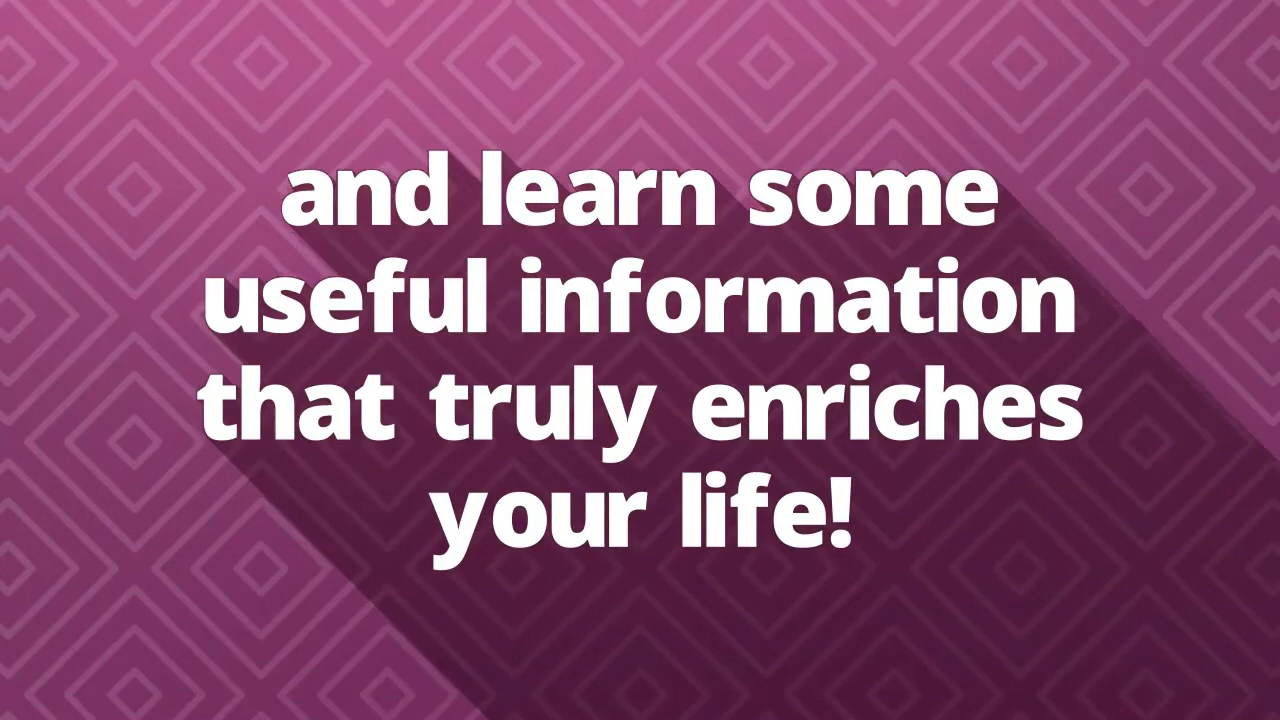 and learn some
useful information
that truly enriches
your life!